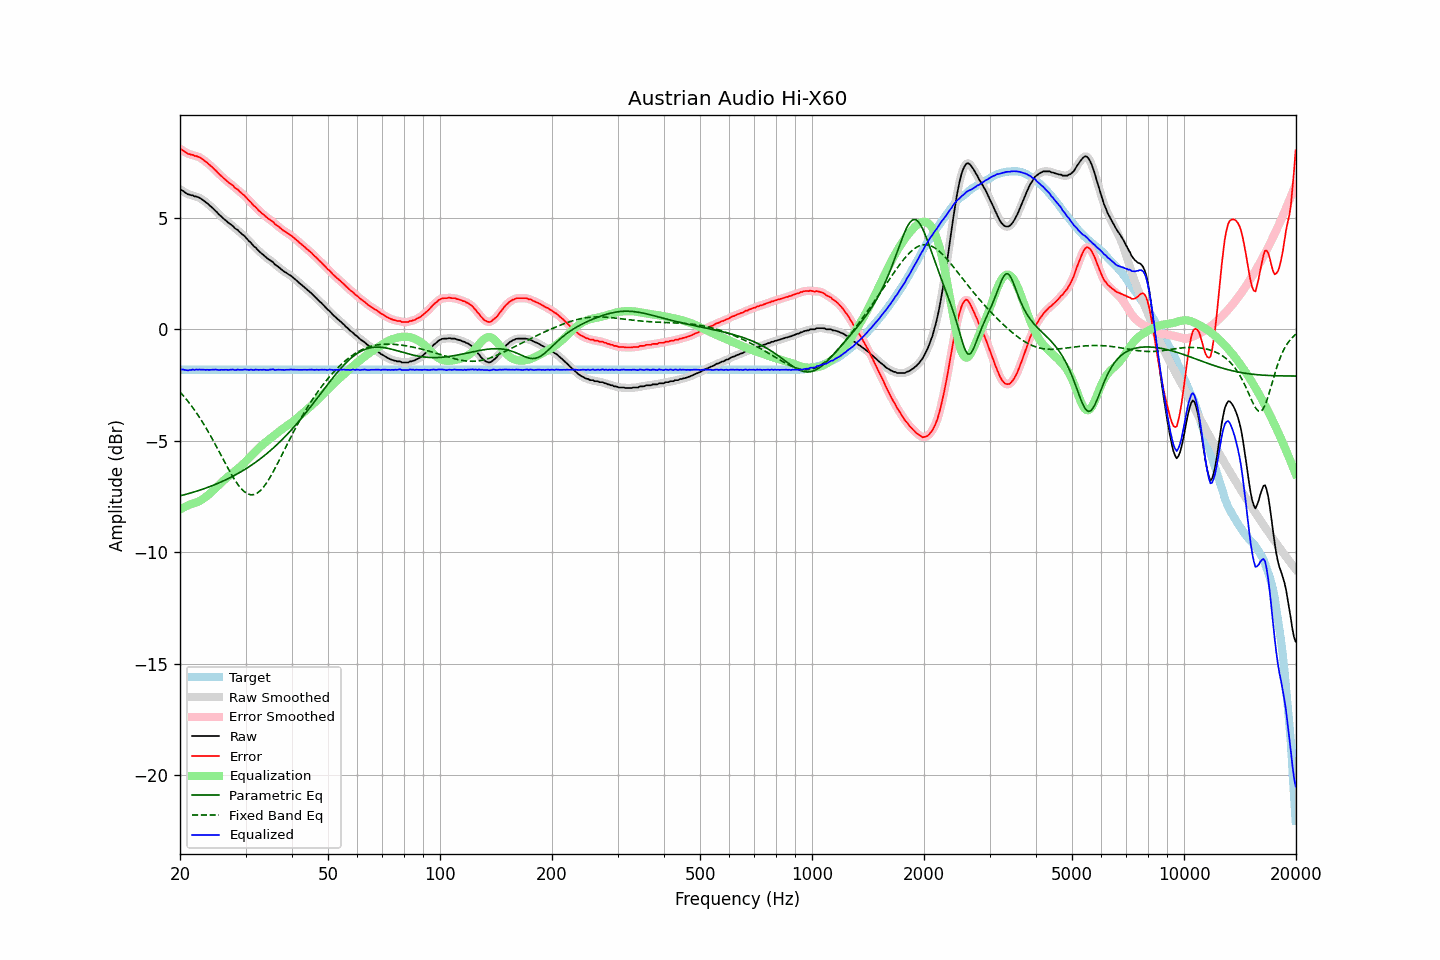 Austrian Audio Hi-X60
Amplitude (dBr)
5
0
−5
−10
−15
−20
Target
Raw Smoothed
Error Smoothed
Raw
Error
Equalization
Parametric Eq
Fixed Band Eq
Equalized
20 50 100 200 500 1000 2000 5000 10000 20000
Frequency (Hz)